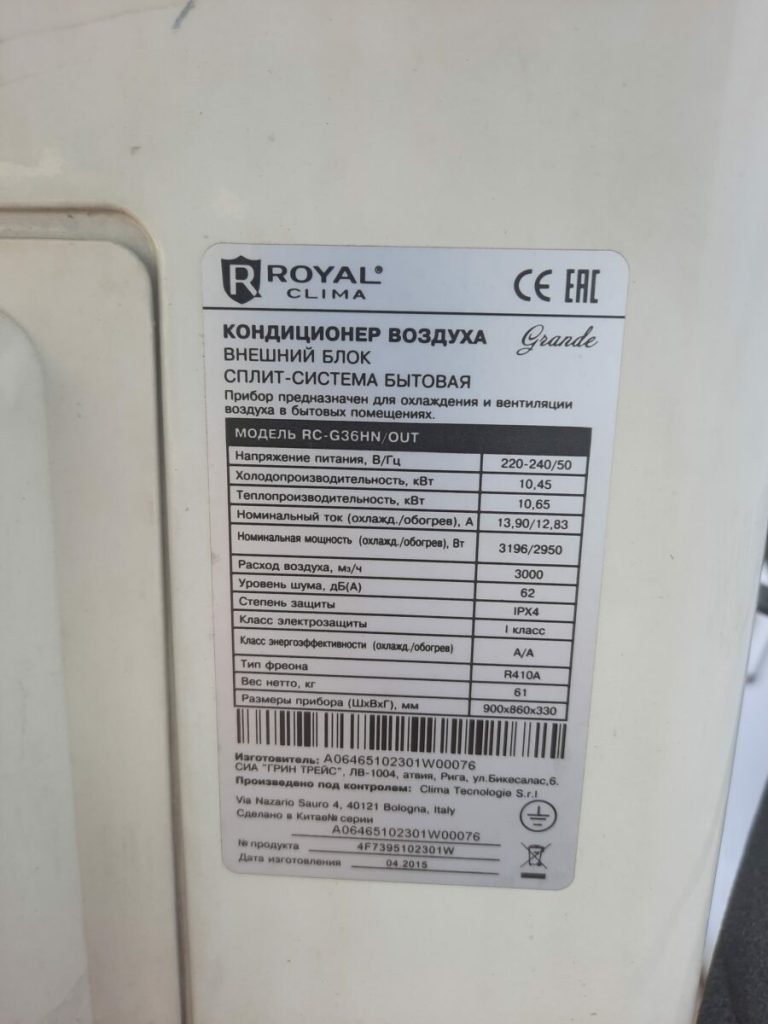 ROYAL®
CLIMA
CE EAC
КОНДИЦИОНЕР ВОЗДУХА Grande
ВНЕШНИЙ БЛОК
СПЛИТ-СИСТЕМА БЫТОВАЯ
Прибор предназначен для охлаждения и вентиляции
воздуха в бытовых помещениях.
МОДЕЛЬ RC-G36HN/OUT
Напряжение питания, В/Гц 220-240/50
Холодопроизводительность, кВт 10,45
Теплопроизводительность, кВт 10,65
Номинальный ток (охлажд./обогрев), А 13,90/12,83
Номинальная мощность (охлажд./обогрев), Вт 3196/2950
Расход воздуха, м3/ч 3000
Уровень шума, дБ(А) 62
Степень защиты IPX4
Класс электрозащиты I класс
Класс энергоэффективности (охлажд./обогрев) A/A
Тип фреона R410A
Вес нетто, кг 61
Размеры прибора (ШхВхГ), мм 900x860x330
Изготовитель: A06465102301W00076
СИА "ГРИН ТРЕЙС", ЛВ-1004, атвия, Рига, ул.Бикесалас,6.
Произведено под контролем: Clima Tecnologie S.r.l
Via Nazario Sauro 4, 40121 Bologna, Italy
Сделано в Китае№ серии
A06465102301W00076
№ продукта 4F7395102301W
Дата изготовления 04.2015